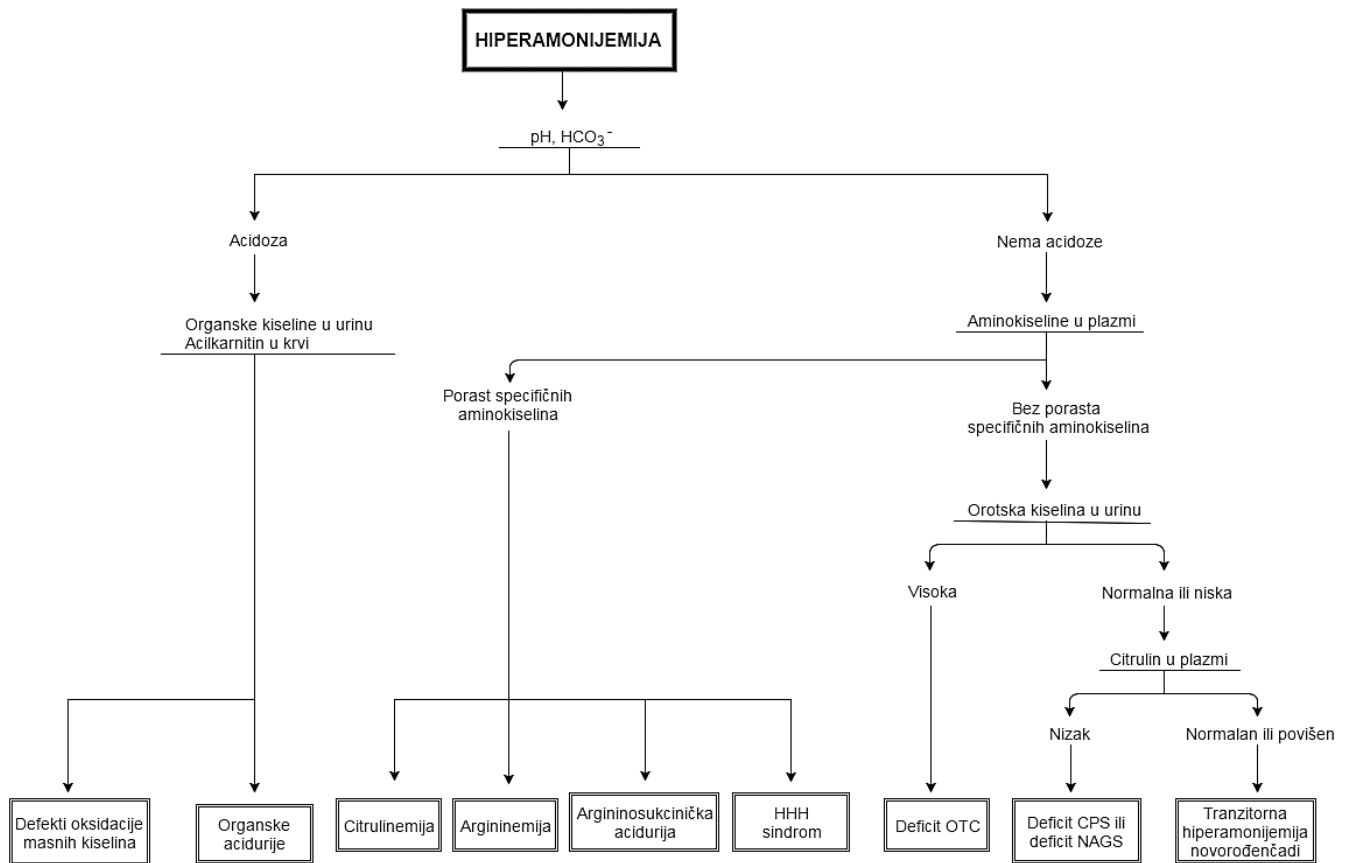 HIPERAMONIJEMIJA
pH, HCO₃⁻
Acidoza
Nema acidoze
Organske kiseline u urinu
Acilkarnitin u krvi
Aminokiseline u plazmi
Porast specifičnih
aminokiselina
Bez porasta
specifičnih aminokiselina
Orotska kiselina u urinu
Visoka
Normalna ili niska
Citrulin u plazmi
Nizak
Normalan ili povišen
Defekti oksidacije
masnih kiselina
Organske
acidurije
Citrulinemija
Argininemija
Argininosukcinička
acidurija
HHH
sindrom
Deficit OTC
Deficit CPS ili
deficit NAGS
Tranzitorna
hiperamonijemija
novorođenčadi